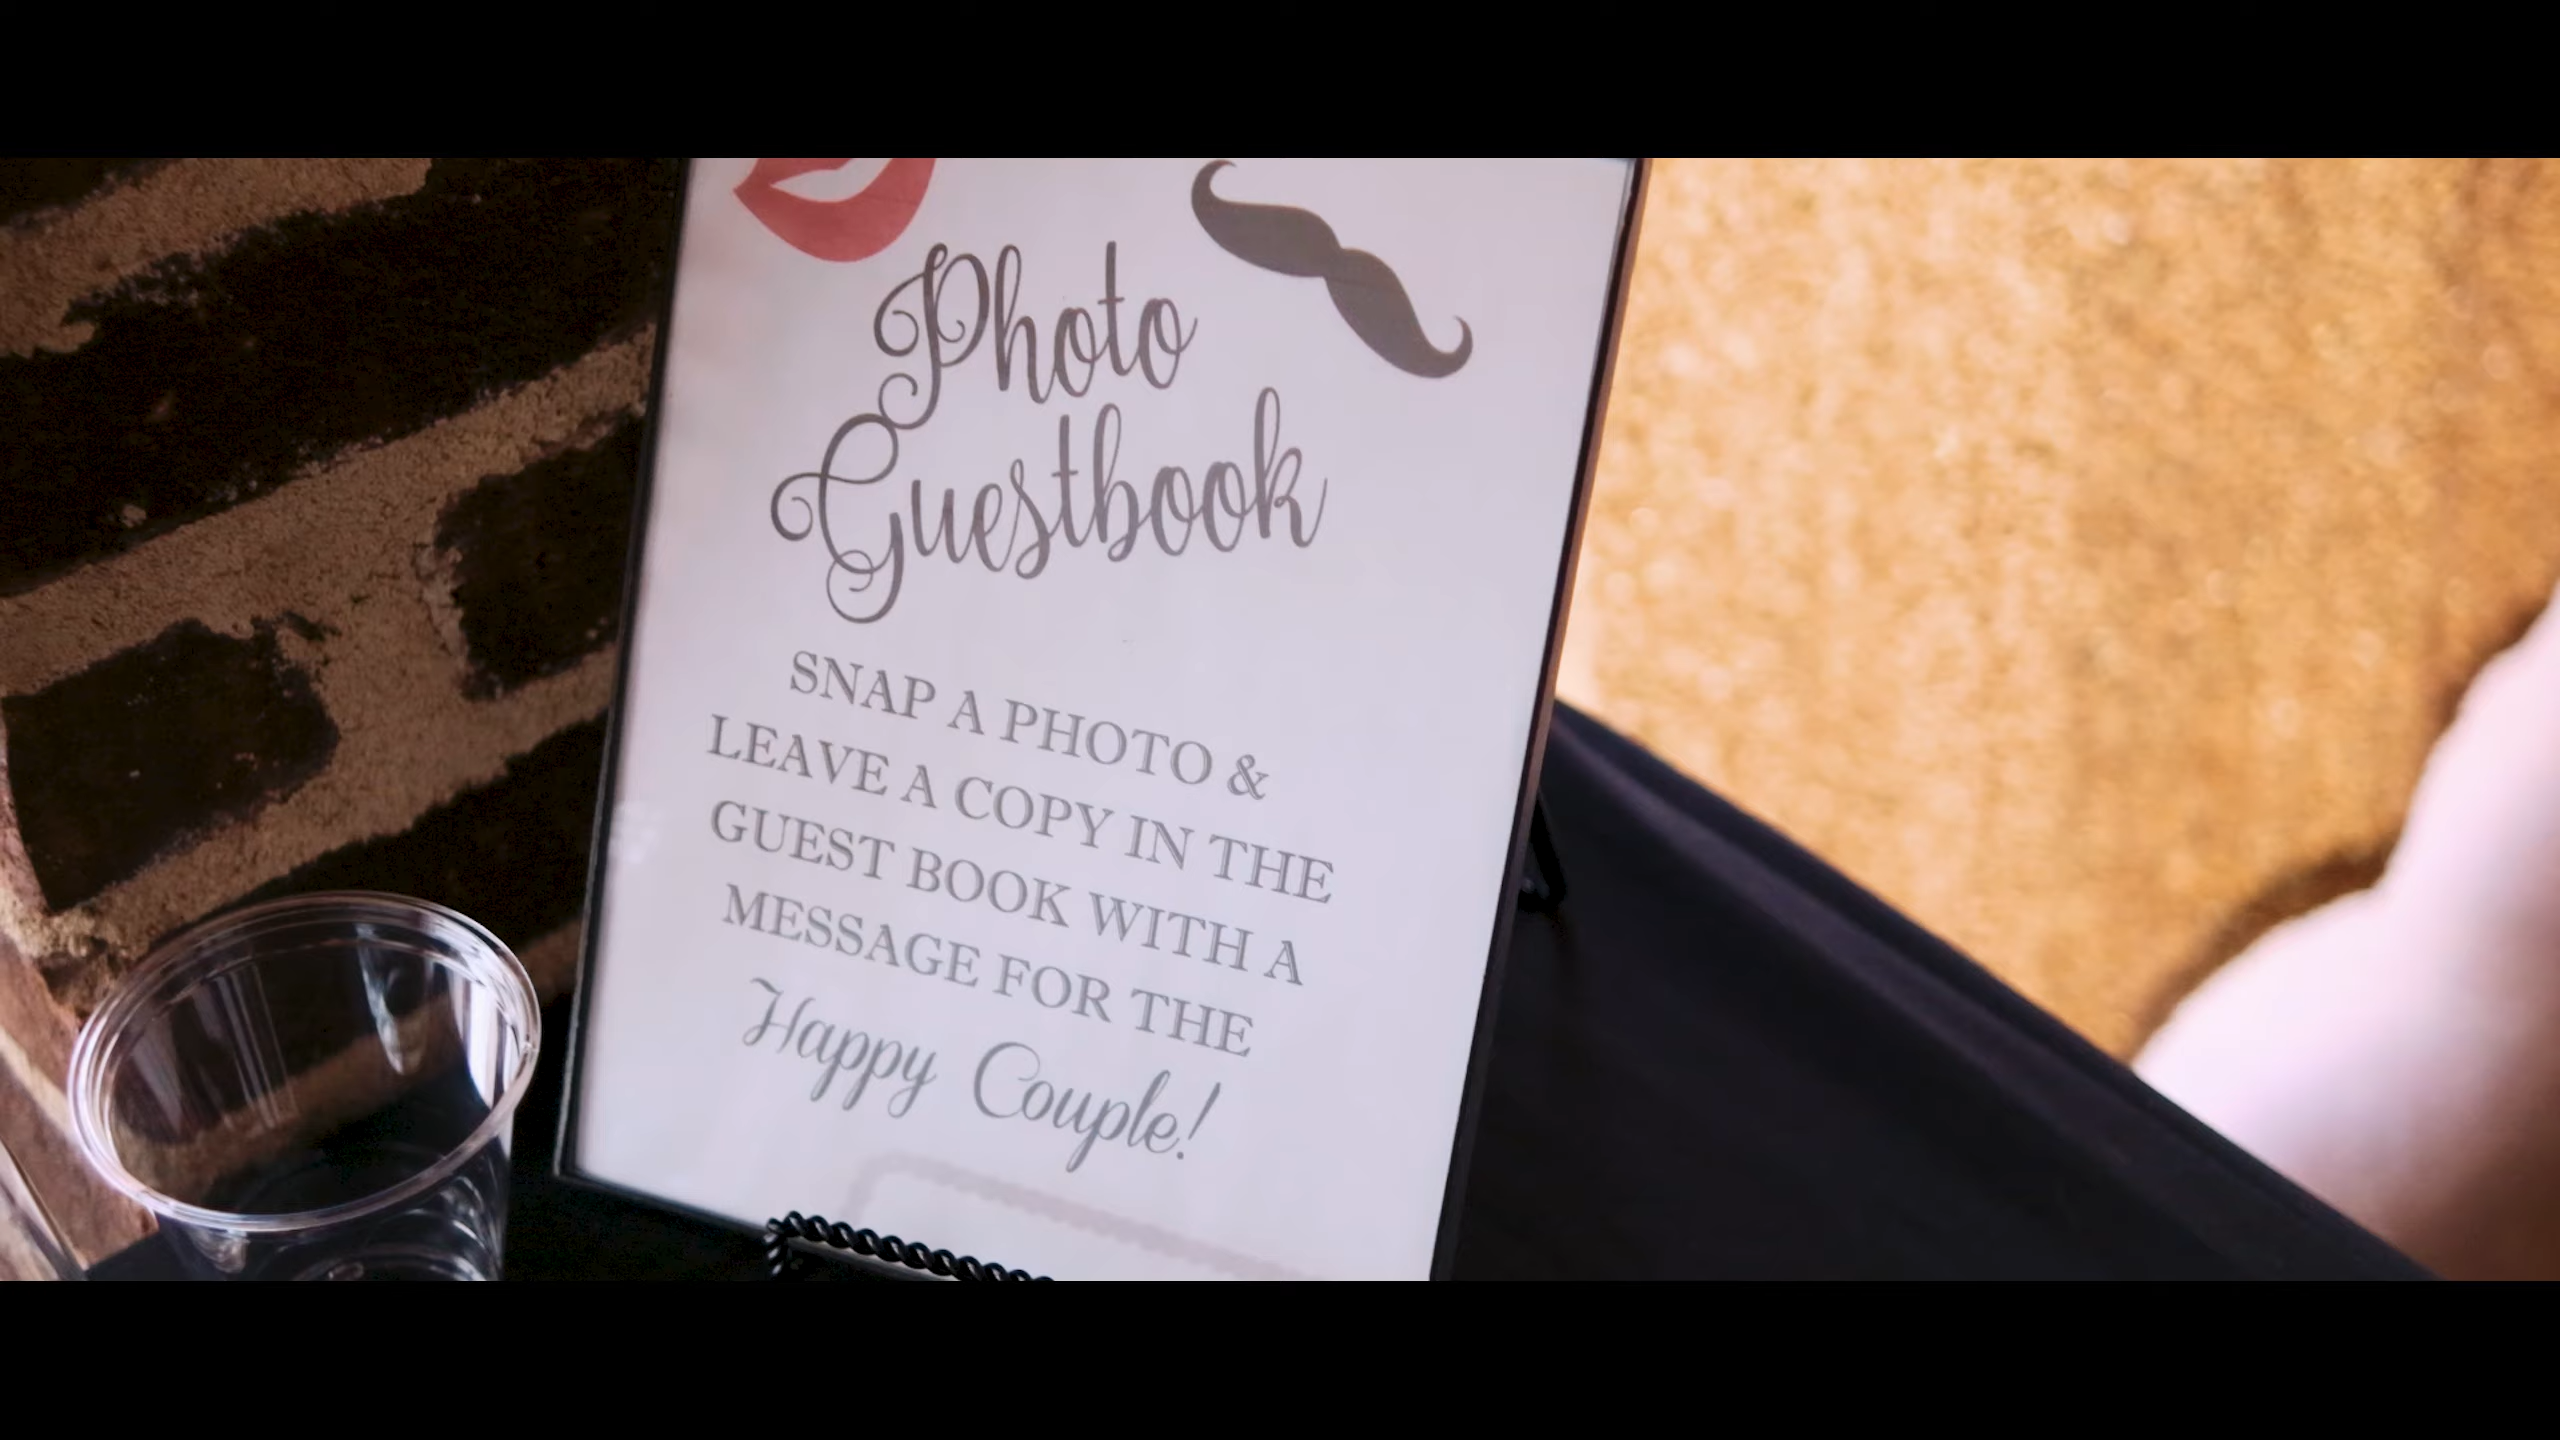 Photo
Guestbook
SNAP A PHOTO &
LEAVE A COPY IN THE
GUEST BOOK WITH A
MESSAGE FOR THE
Happy Couple!